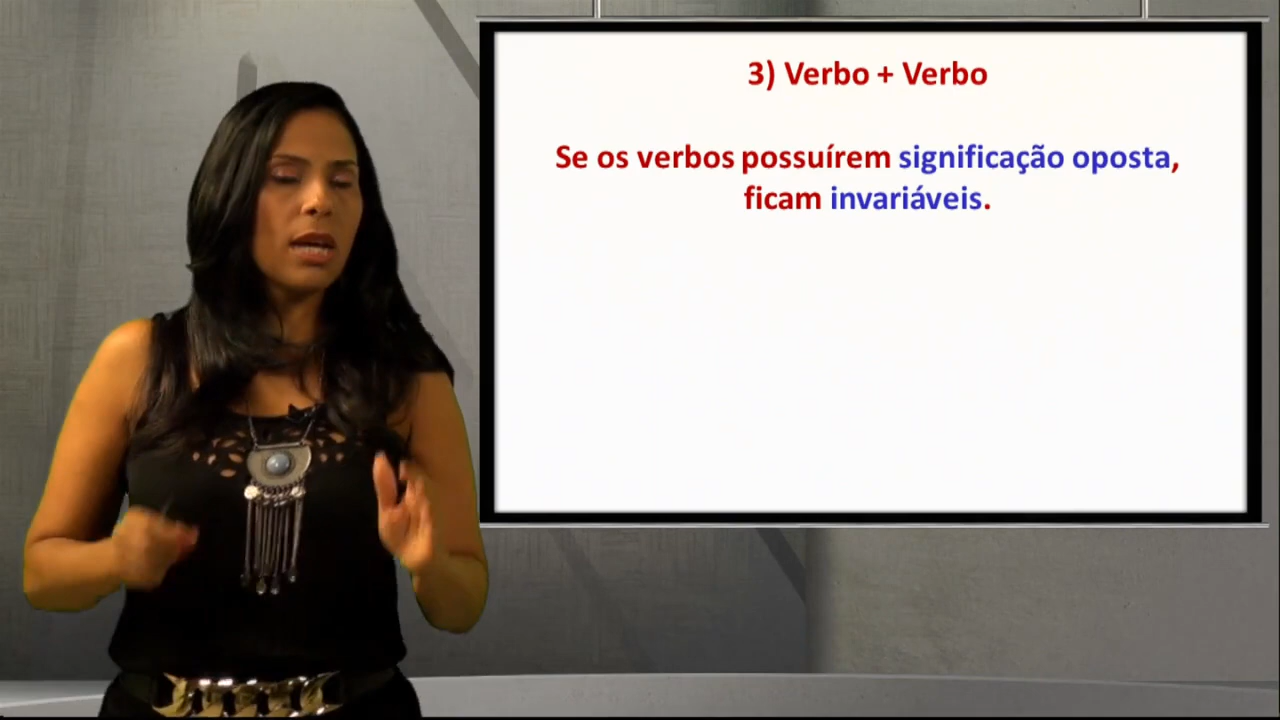 3) Verbo + Verbo
Se os verbos possuírem significação oposta,
ficam invariáveis.